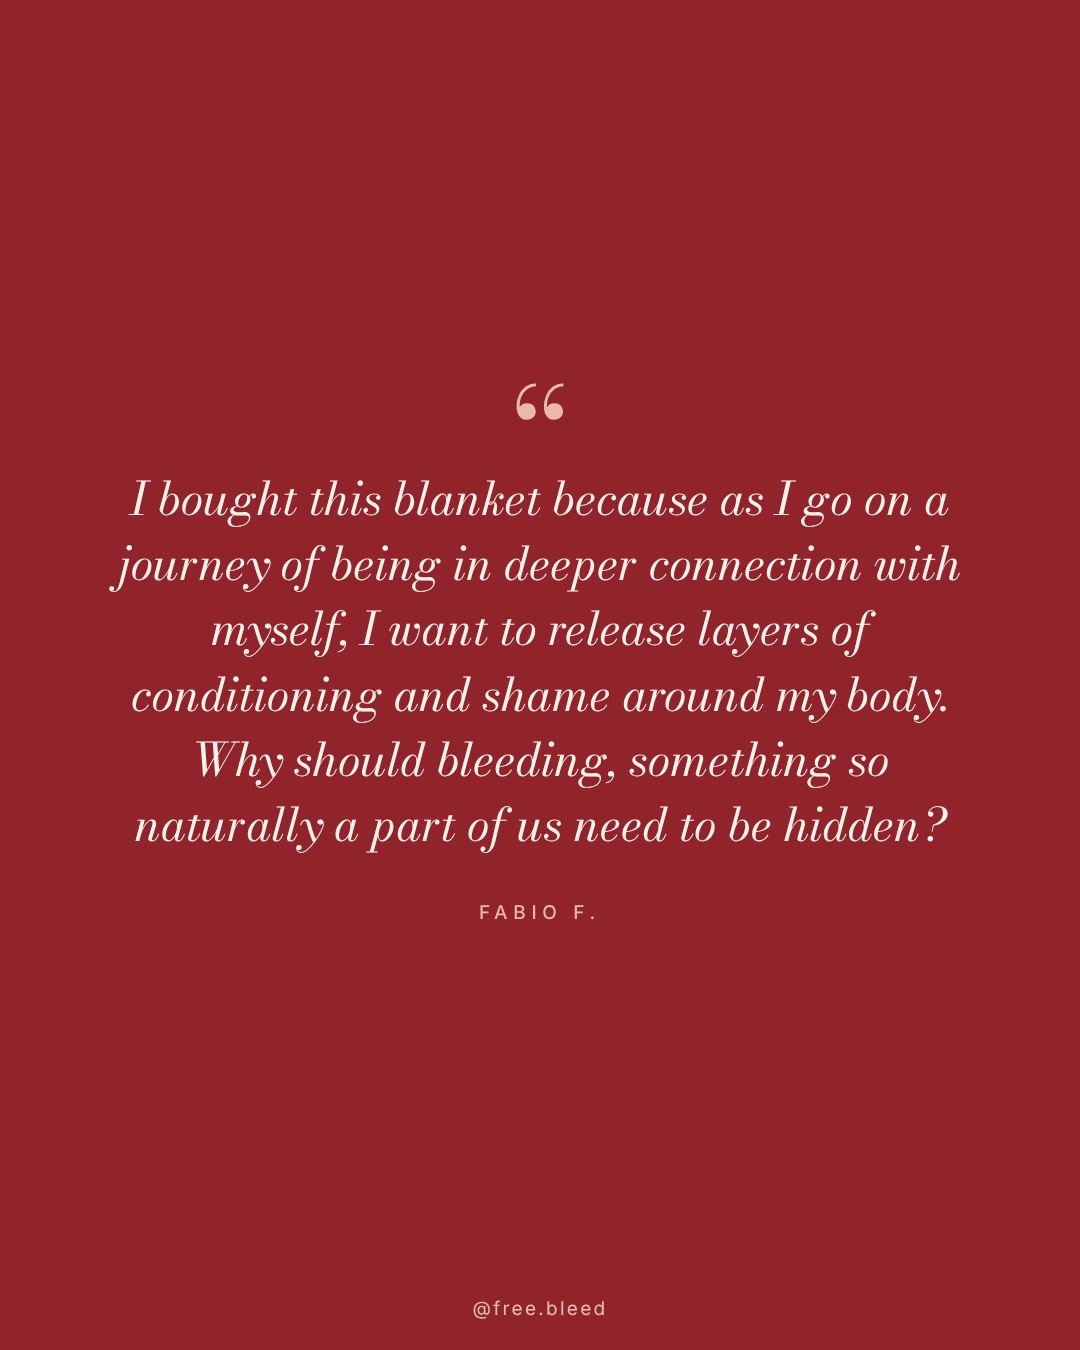 “
I bought this blanket because as I go on a
journey of being in deeper connection with
myself, I want to release layers of
conditioning and shame around my body.
Why should bleeding, something so
naturally a part of us need to be hidden?
FABIO F.
@free.bleed